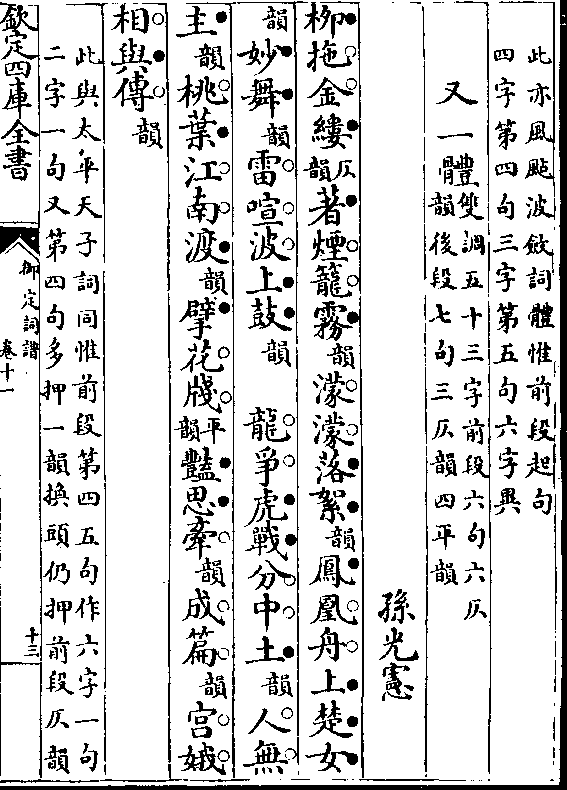 此亦風颭波斂詞體惟前段起句
四字第四句三字第五句六字異
又一體雙調五十三字前段六句六仄
韻後段七句三仄韻四平韻
孫光憲
柳拖金縷仄韻著煙籠霧韻濛濛落絮韻鳳凰舟上楚女
韻妙舞韻雷喧波上鼓韻 龍爭虎戰分中土韻人無
主韻桃葉江南渡韻擘花牋平韻豔思牽韻成篇韻宮娥
相與傳韻
此與太平天子詞同惟前段第四五句作六字一句
二字一句又第四句多押一韻換頭仍押前段仄韻
欽定四庫全書
御定詞譜
卷十一
十三